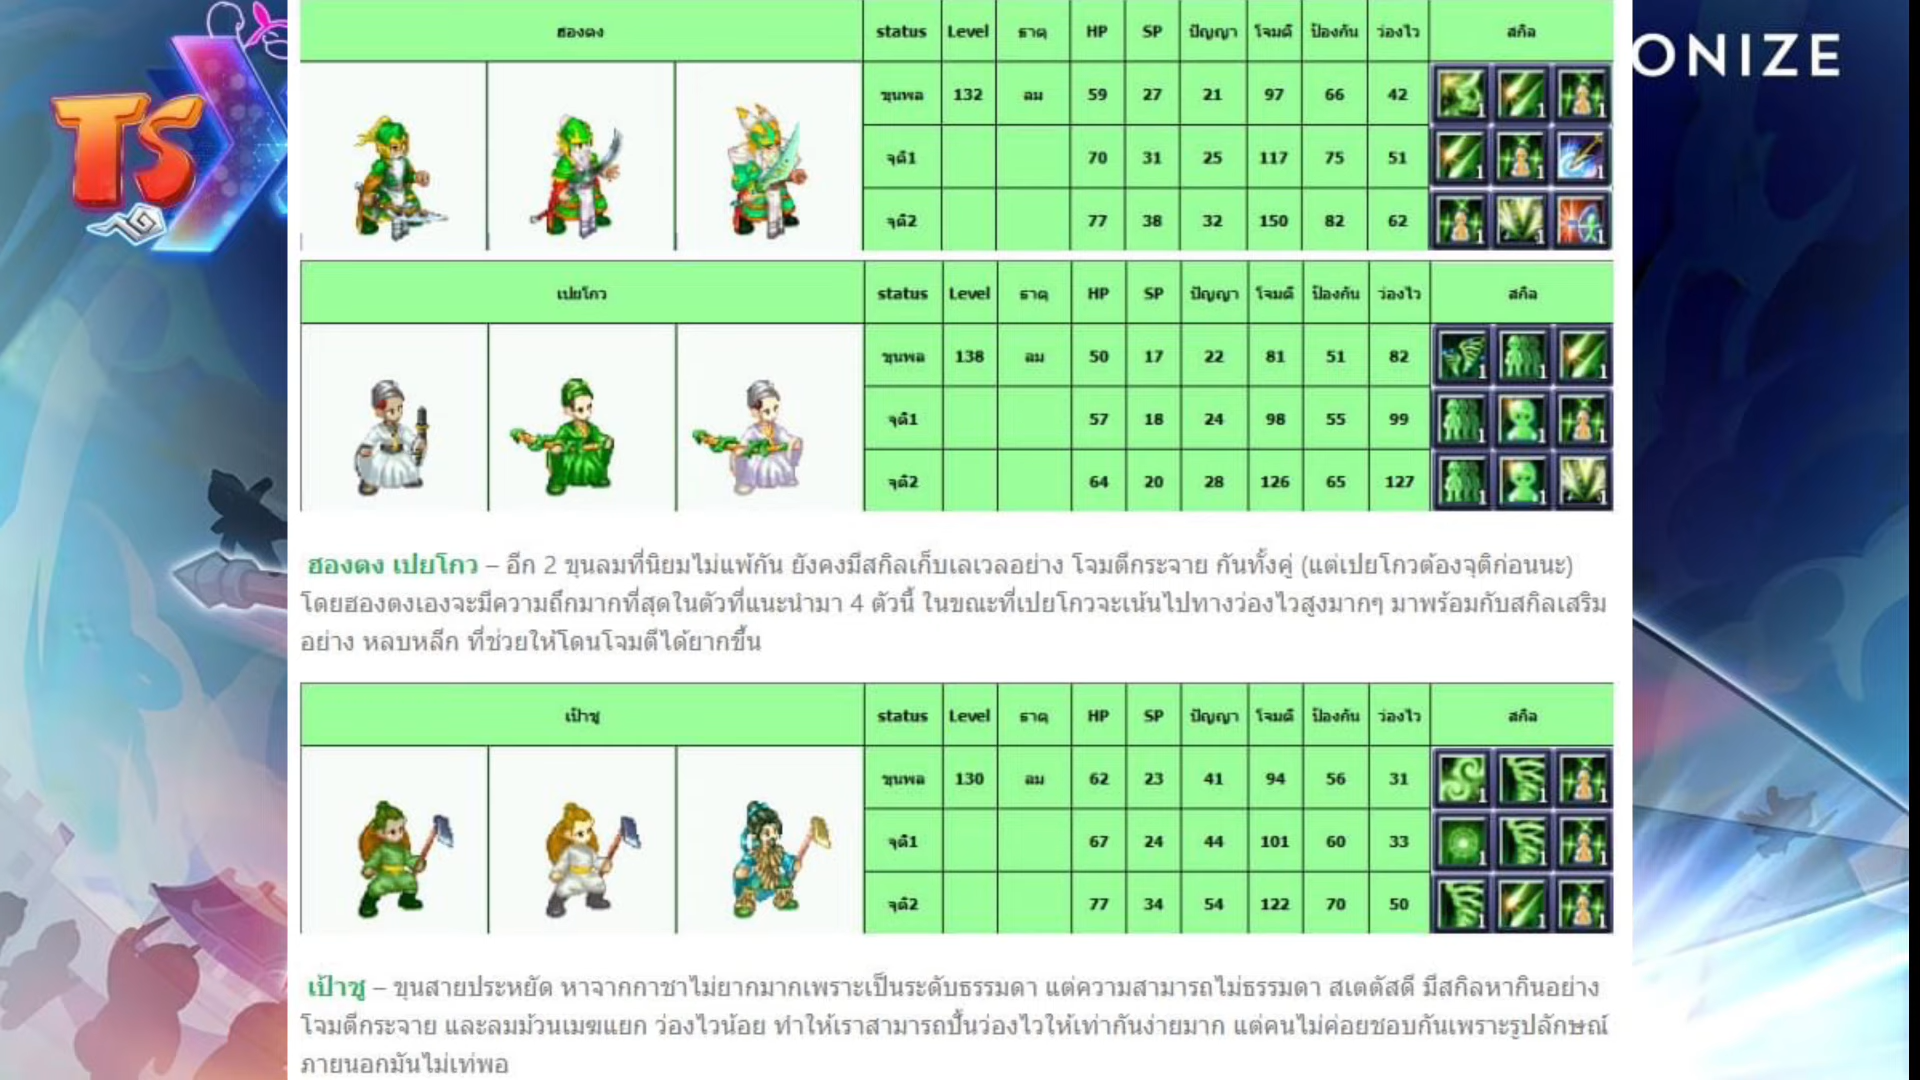 TS
ONIZE
ฮองตง status Level ธาตุ HP SP ปัญญา โจมตี ป้องกัน ว่องไว สกิล
ขุนพล 132 ลม 59 27 21 97 66 42
1 1 1
จุติ1 70 31 25 117 75 51
1 1 1
จุติ2 77 38 32 150 82 62
1 1 1
เปยโกว status Level ธาตุ HP SP ปัญญา โจมตี ป้องกัน ว่องไว สกิล
ขุนพล 138 ลม 50 17 22 81 51 82
1 1 1
จุติ1 57 18 24 98 55 99
1 1 1
จุติ2 64 20 28 126 65 127
1 1 1
ฮองตง เปยโกว – อีก 2 ขุนลมที่นิยมไม่แพ้กัน ยังคงมีสกิลเก็บเลเวลอย่าง โจมตีกระจาย กันทั้งคู่ (แต่เปยโกวต้องจุติก่อนนะ)
โดยฮองตงเองจะมีความถึกมากที่สุดในตัวที่แนะนำมา 4 ตัวนี้ ในขณะที่เปยโกวจะเน้นไปทางว่องไวสูงมากๆ มาพร้อมกับสกิลเสริม
อย่าง หลบหลีก ที่ช่วยให้โดนโจมตีได้ยากขึ้น
เป้าซู status Level ธาตุ HP SP ปัญญา โจมตี ป้องกัน ว่องไว สกิล
ขุนพล 130 ลม 62 23 41 94 56 31
1 1 1
จุติ1 67 24 44 101 60 33
1 1 1
จุติ2 77 34 54 122 70 50
1 1 1
เป้าซู – ขุนสายประหยัด หาจากกาชาไม่ยากมากเพราะเป็นระดับธรรมดา แต่ความสามารถไม่ธรรมดา สเตตัสดี มีสกิลหากินอย่าง
โจมตีกระจาย และลมม้วนเมฆแยก ว่องไวน้อย ทำให้เราสามารถปั้นว่องไวให้เท่ากันง่ายมาก แต่คนไม่ค่อยชอบกันเพราะรูปลักษณ์
ภายนอกมันไม่เท่พอ